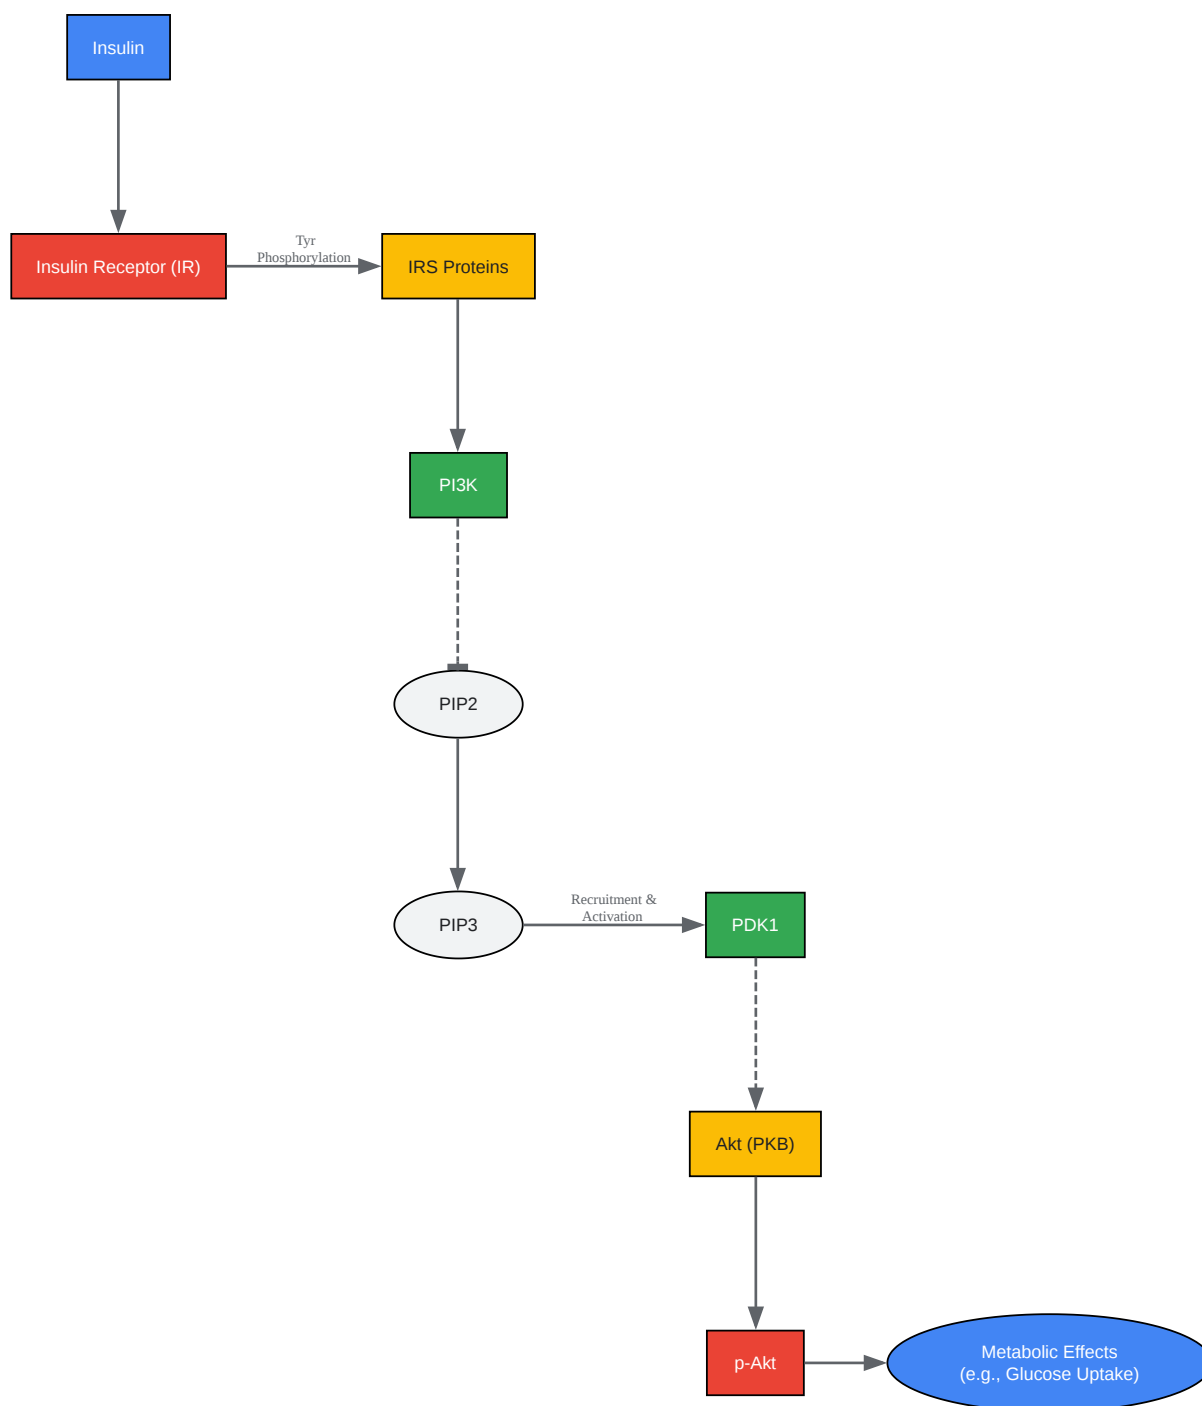 Insulin
Insulin Receptor (IR)
Tyr
Phosphorylation
IRS Proteins
PI3K
PIP2
PIP3
Recruitment &
Activation
PDK1
Akt (PKB)
p-Akt
Metabolic Effects
(e.g., Glucose Uptake)